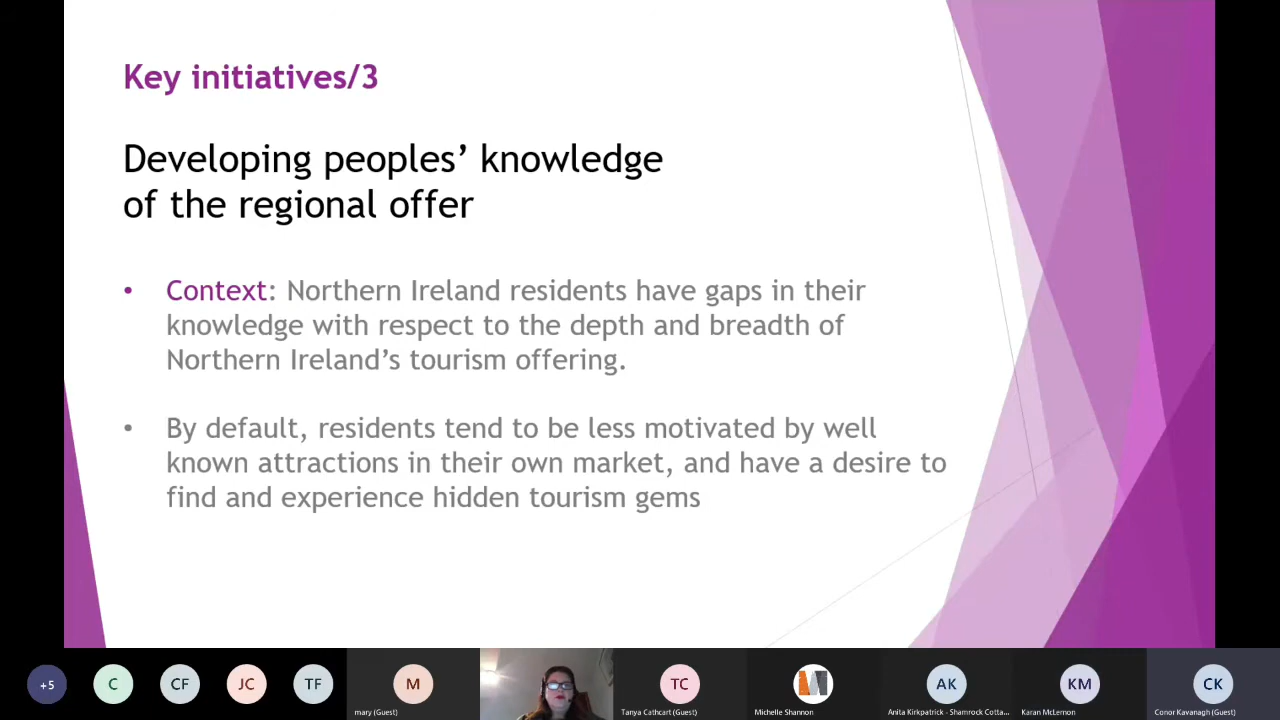 Key initiatives/3
Developing peoples’ knowledge
of the regional offer
• Context: Northern Ireland residents have gaps in their
knowledge with respect to the depth and breadth of
Northern Ireland’s tourism offering.
• By default, residents tend to be less motivated by well
known attractions in their own market, and have a desire to
find and experience hidden tourism gems
+5
C
CF
JC
TF
M
TC
AK
KM
CK
mary (Guest)
Tanya Cathcart (Guest)
Michelle Shannon
Anita Kirkpatrick - Shamrock Cotta...
Karan McLernon
Conor Kavanagh (Guest)